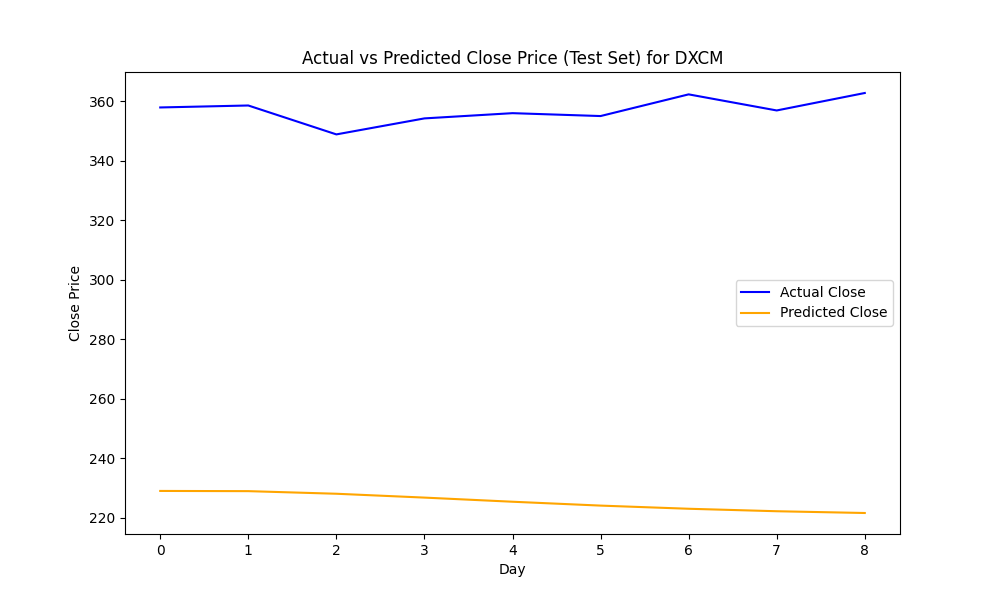 Actual vs Predicted Close Price (Test Set) for DXCM
360
340
320
300
280
260
240
220
Close Price
Actual Close
Predicted Close
0 1 2 3 4 5 6 7 8
Day